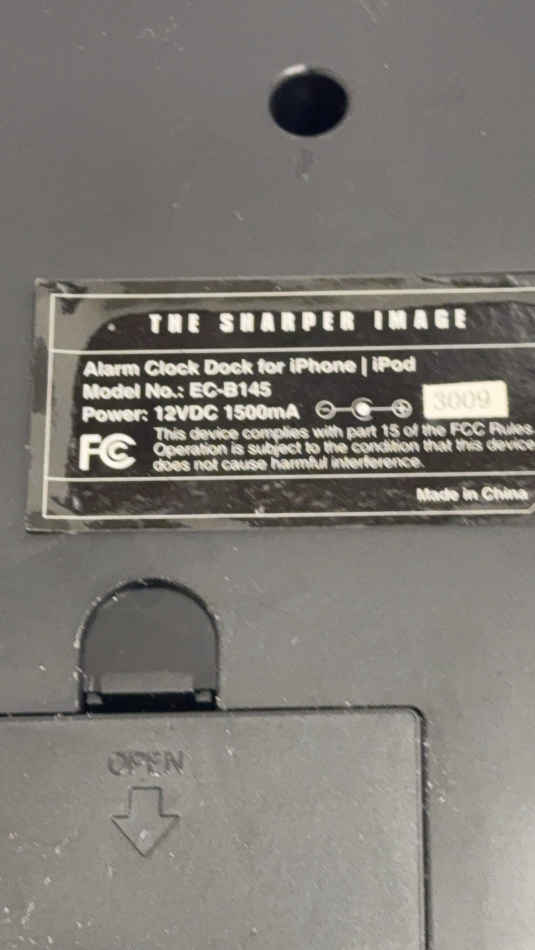 THE SHARPER IMAGE
Alarm Clock Dock for iPhone | iPod
Model No.: EC-B145
Power: 12VDC 1500mA
3009
FC This device complies with part 15 of the FCC Rules.
Operation is subject to the condition that this device
does not cause harmful interference.
Made in China
OPEN